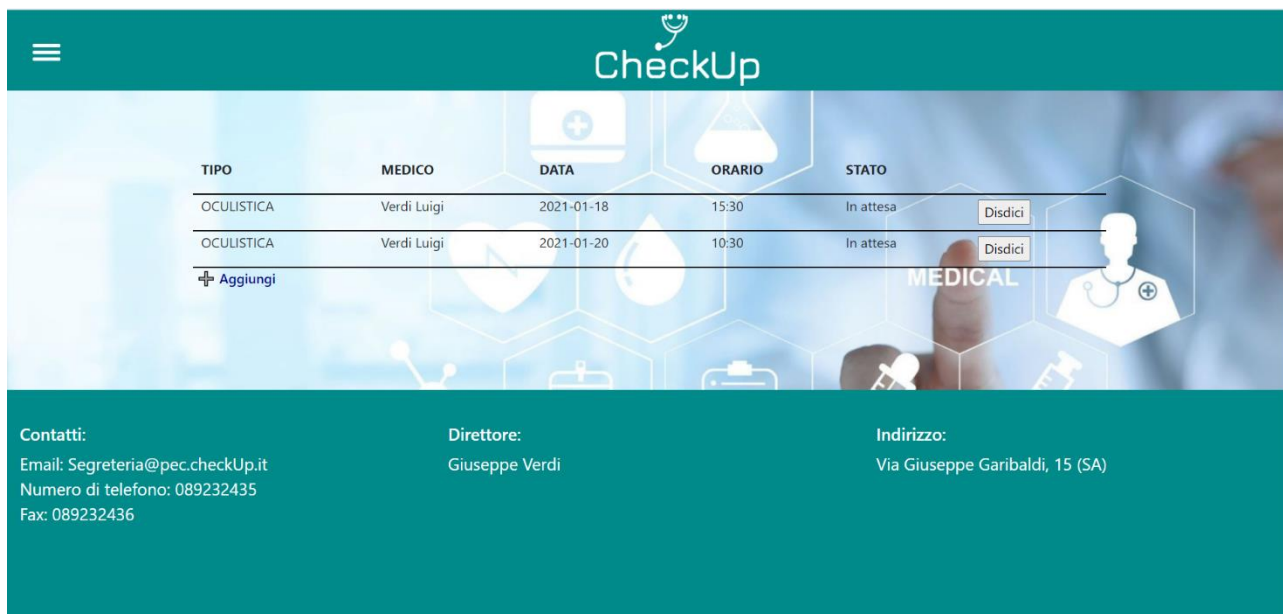 CheckUp
TIPO MEDICO DATA ORARIO STATO
OCULISTICA Verdi Luigi 2021-01-18 15:30 In attesa Disdici
OCULISTICA Verdi Luigi 2021-01-20 10:30 In attesa Disdici
Aggiungi
MEDICAL
Contatti: Direttore: Indirizzo:
Email: Segreteria@pec.checkUp.it Giuseppe Verdi Via Giuseppe Garibaldi, 15 (SA)
Numero di telefono: 089232435
Fax: 089232436